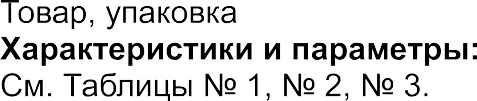 Товар, упаковка
Характеристики и параметры:
См. Таблицы № 1, № 2, № 3.